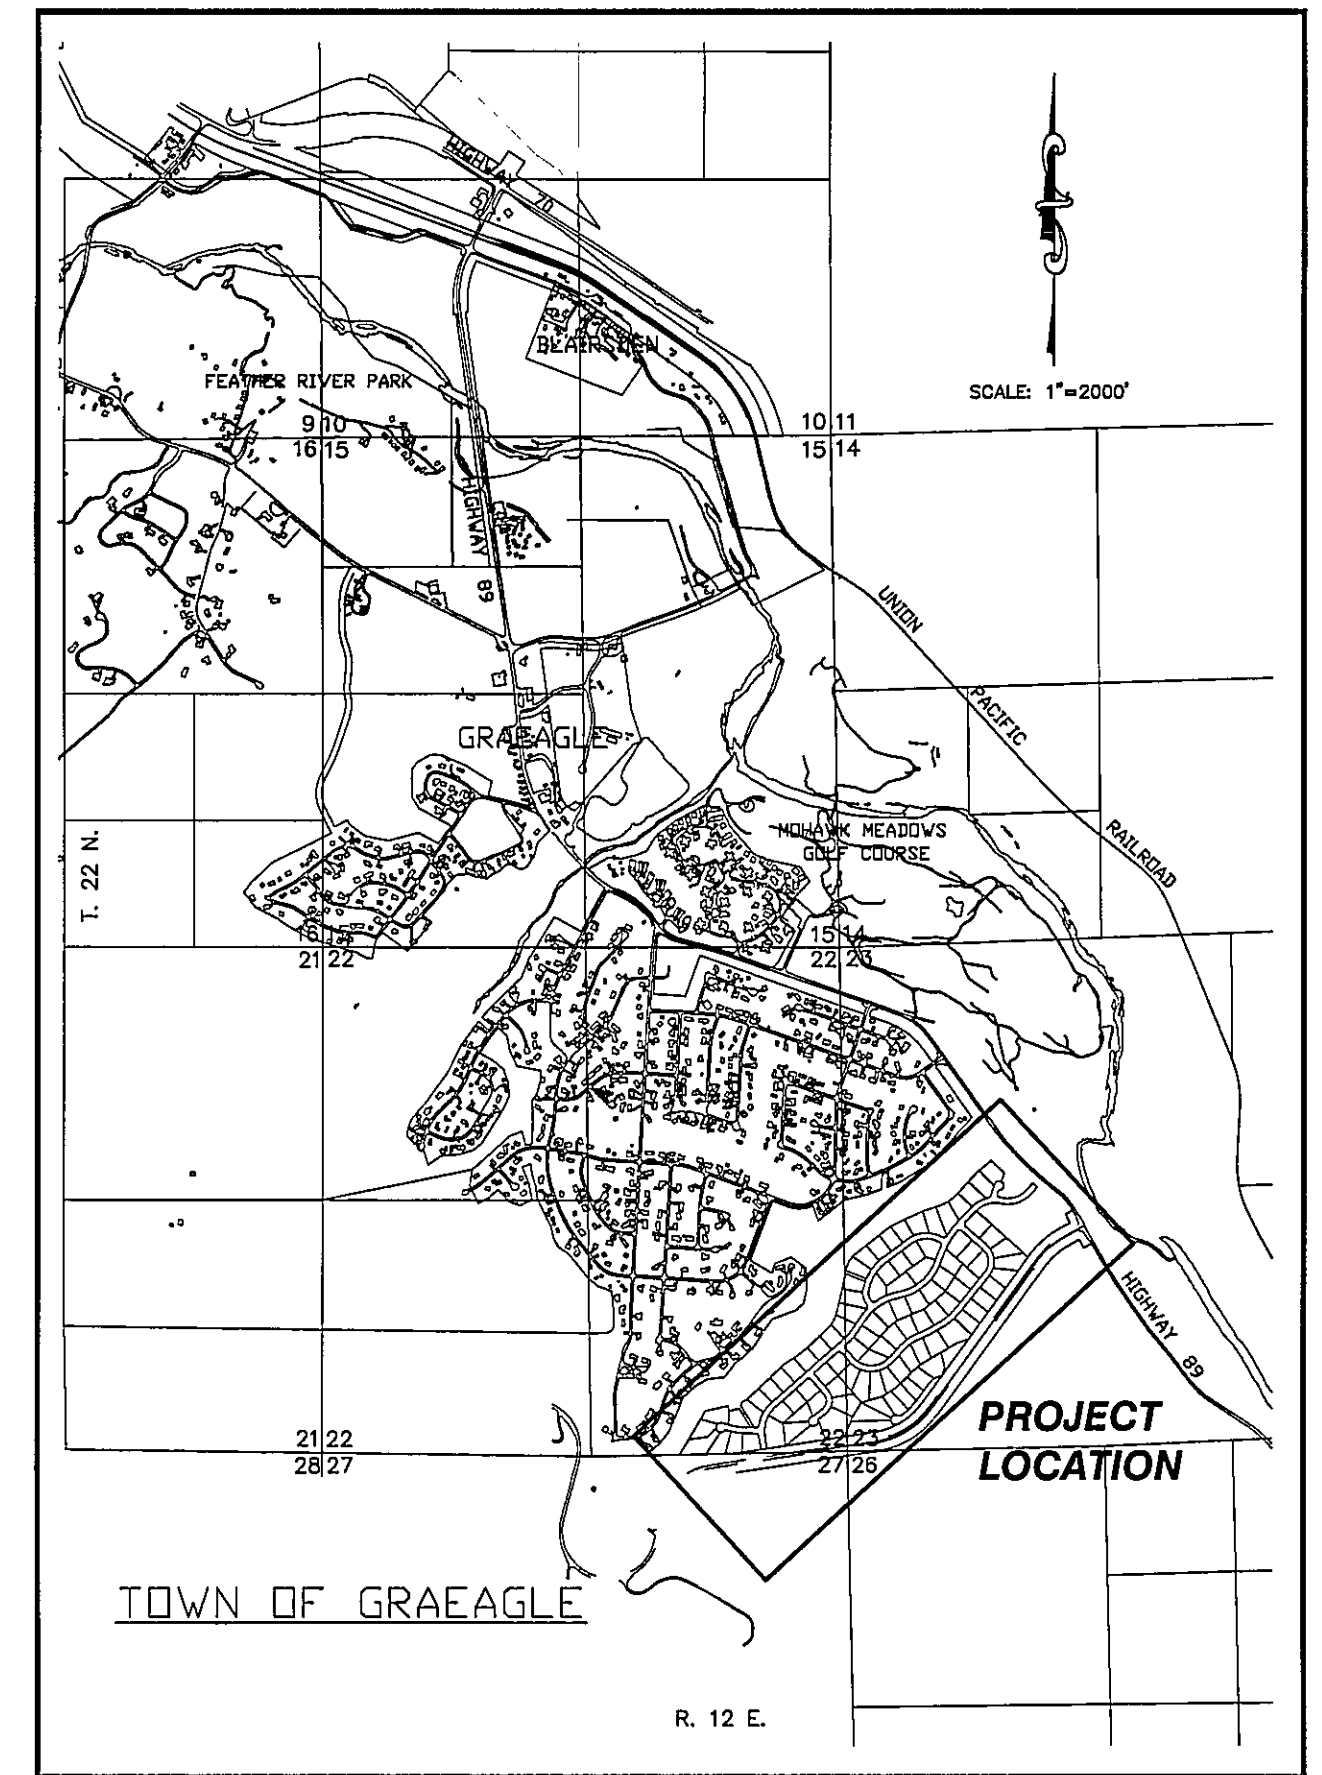 HIGHWAY 70
BLAIRSDEN
FEATHER RIVER PARK
SCALE: 1"=2000'
9 10
16 15
10 11
15 14
HIGHWAY 89
UNION PACIFIC RAILROAD
GRAEAGLE
MOHAWK MEADOWS
GOLF COURSE
T. 22 N.
15 14
22 23
21 22
HIGHWAY 89
PROJECT
LOCATION
21 22
28 27
22 23
27 26
TOWN OF GRAEAGLE
R. 12 E.